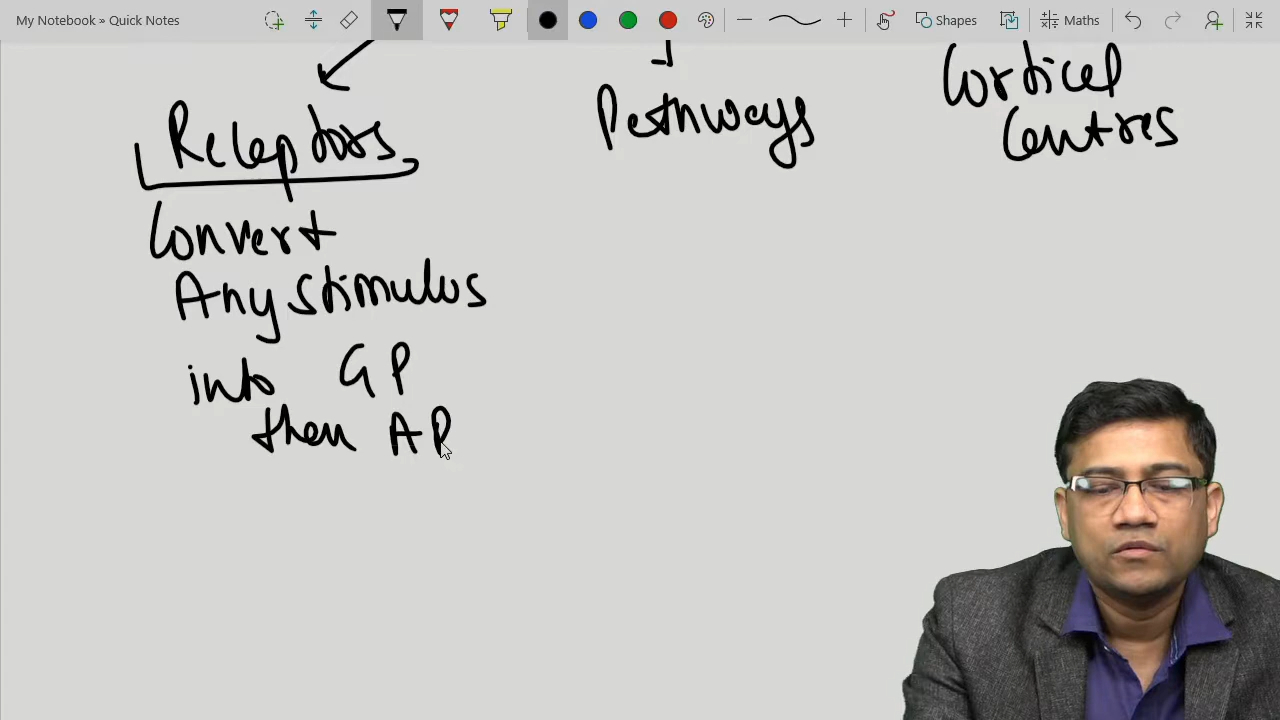 My Notebook » Quick Notes
Shapes
Maths
Receptors
Convert
Any stimulus
into GP
then AP
Pathways
Cortical
Centres